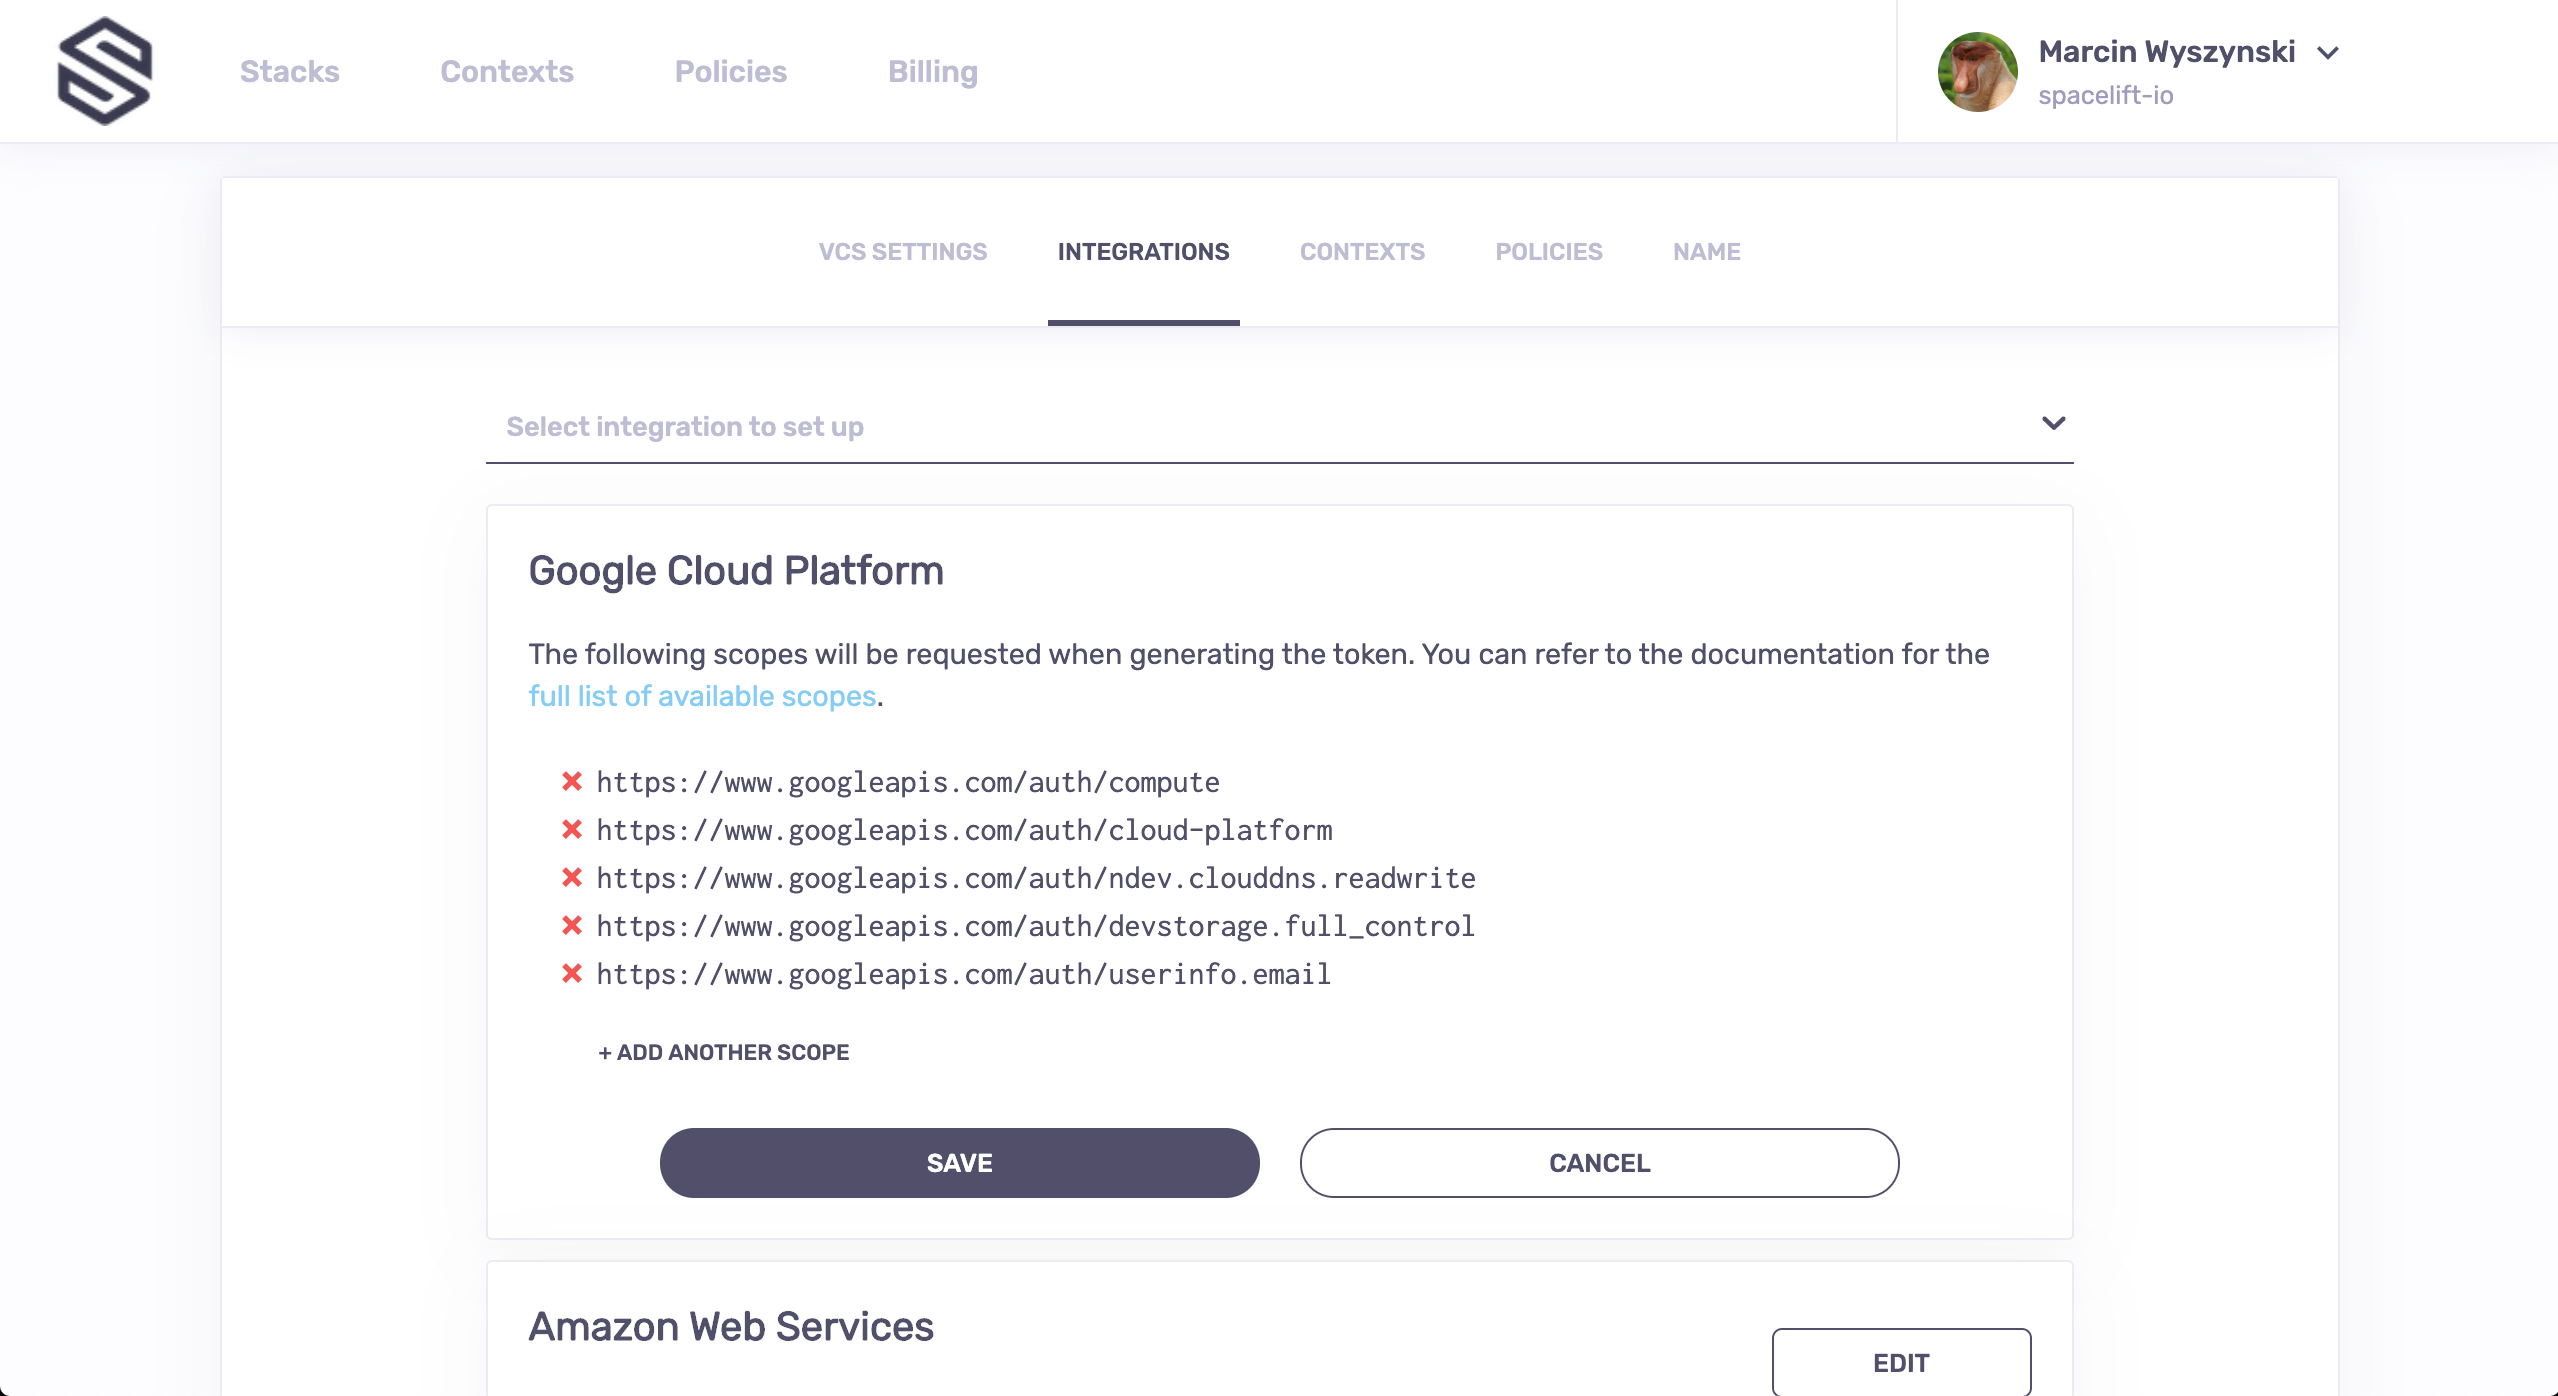 Stacks Contexts Policies Billing
Marcin Wyszynski
spacelift-io
VCS SETTINGS INTEGRATIONS CONTEXTS POLICIES NAME
Select integration to set up
Google Cloud Platform
The following scopes will be requested when generating the token. You can refer to the documentation for the
full list of available scopes.
https://www.googleapis.com/auth/compute
https://www.googleapis.com/auth/cloud-platform
https://www.googleapis.com/auth/ndev.clouddns.readwrite
https://www.googleapis.com/auth/devstorage.full_control
https://www.googleapis.com/auth/userinfo.email
+ ADD ANOTHER SCOPE
SAVE CANCEL
Amazon Web Services
EDIT